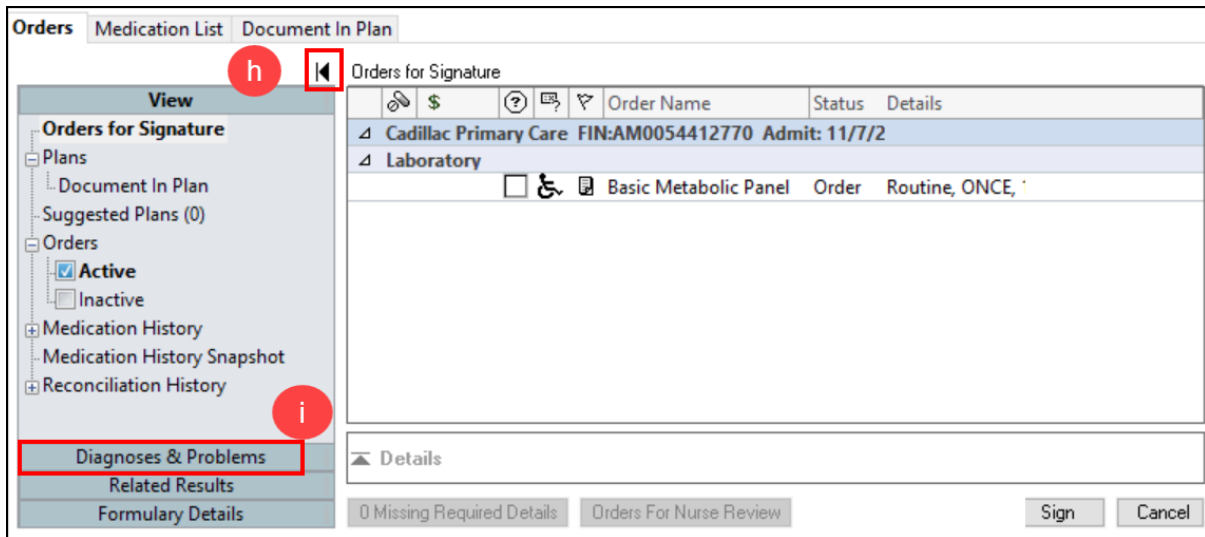 Orders Medication List Document In Plan
h
Orders for Signature
View
$ Order Name Status Details
Orders for Signature
Cadillac Primary Care FIN:AM0054412770 Admit: 11/7/2
Plans
Laboratory
Document In Plan
Basic Metabolic Panel Order Routine, ONCE,
Suggested Plans (0)
Orders
Active
Inactive
Medication History
Medication History Snapshot
Reconciliation History
i
Diagnoses & Problems
Details
Related Results
Formulary Details
0 Missing Required Details Orders For Nurse Review Sign Cancel